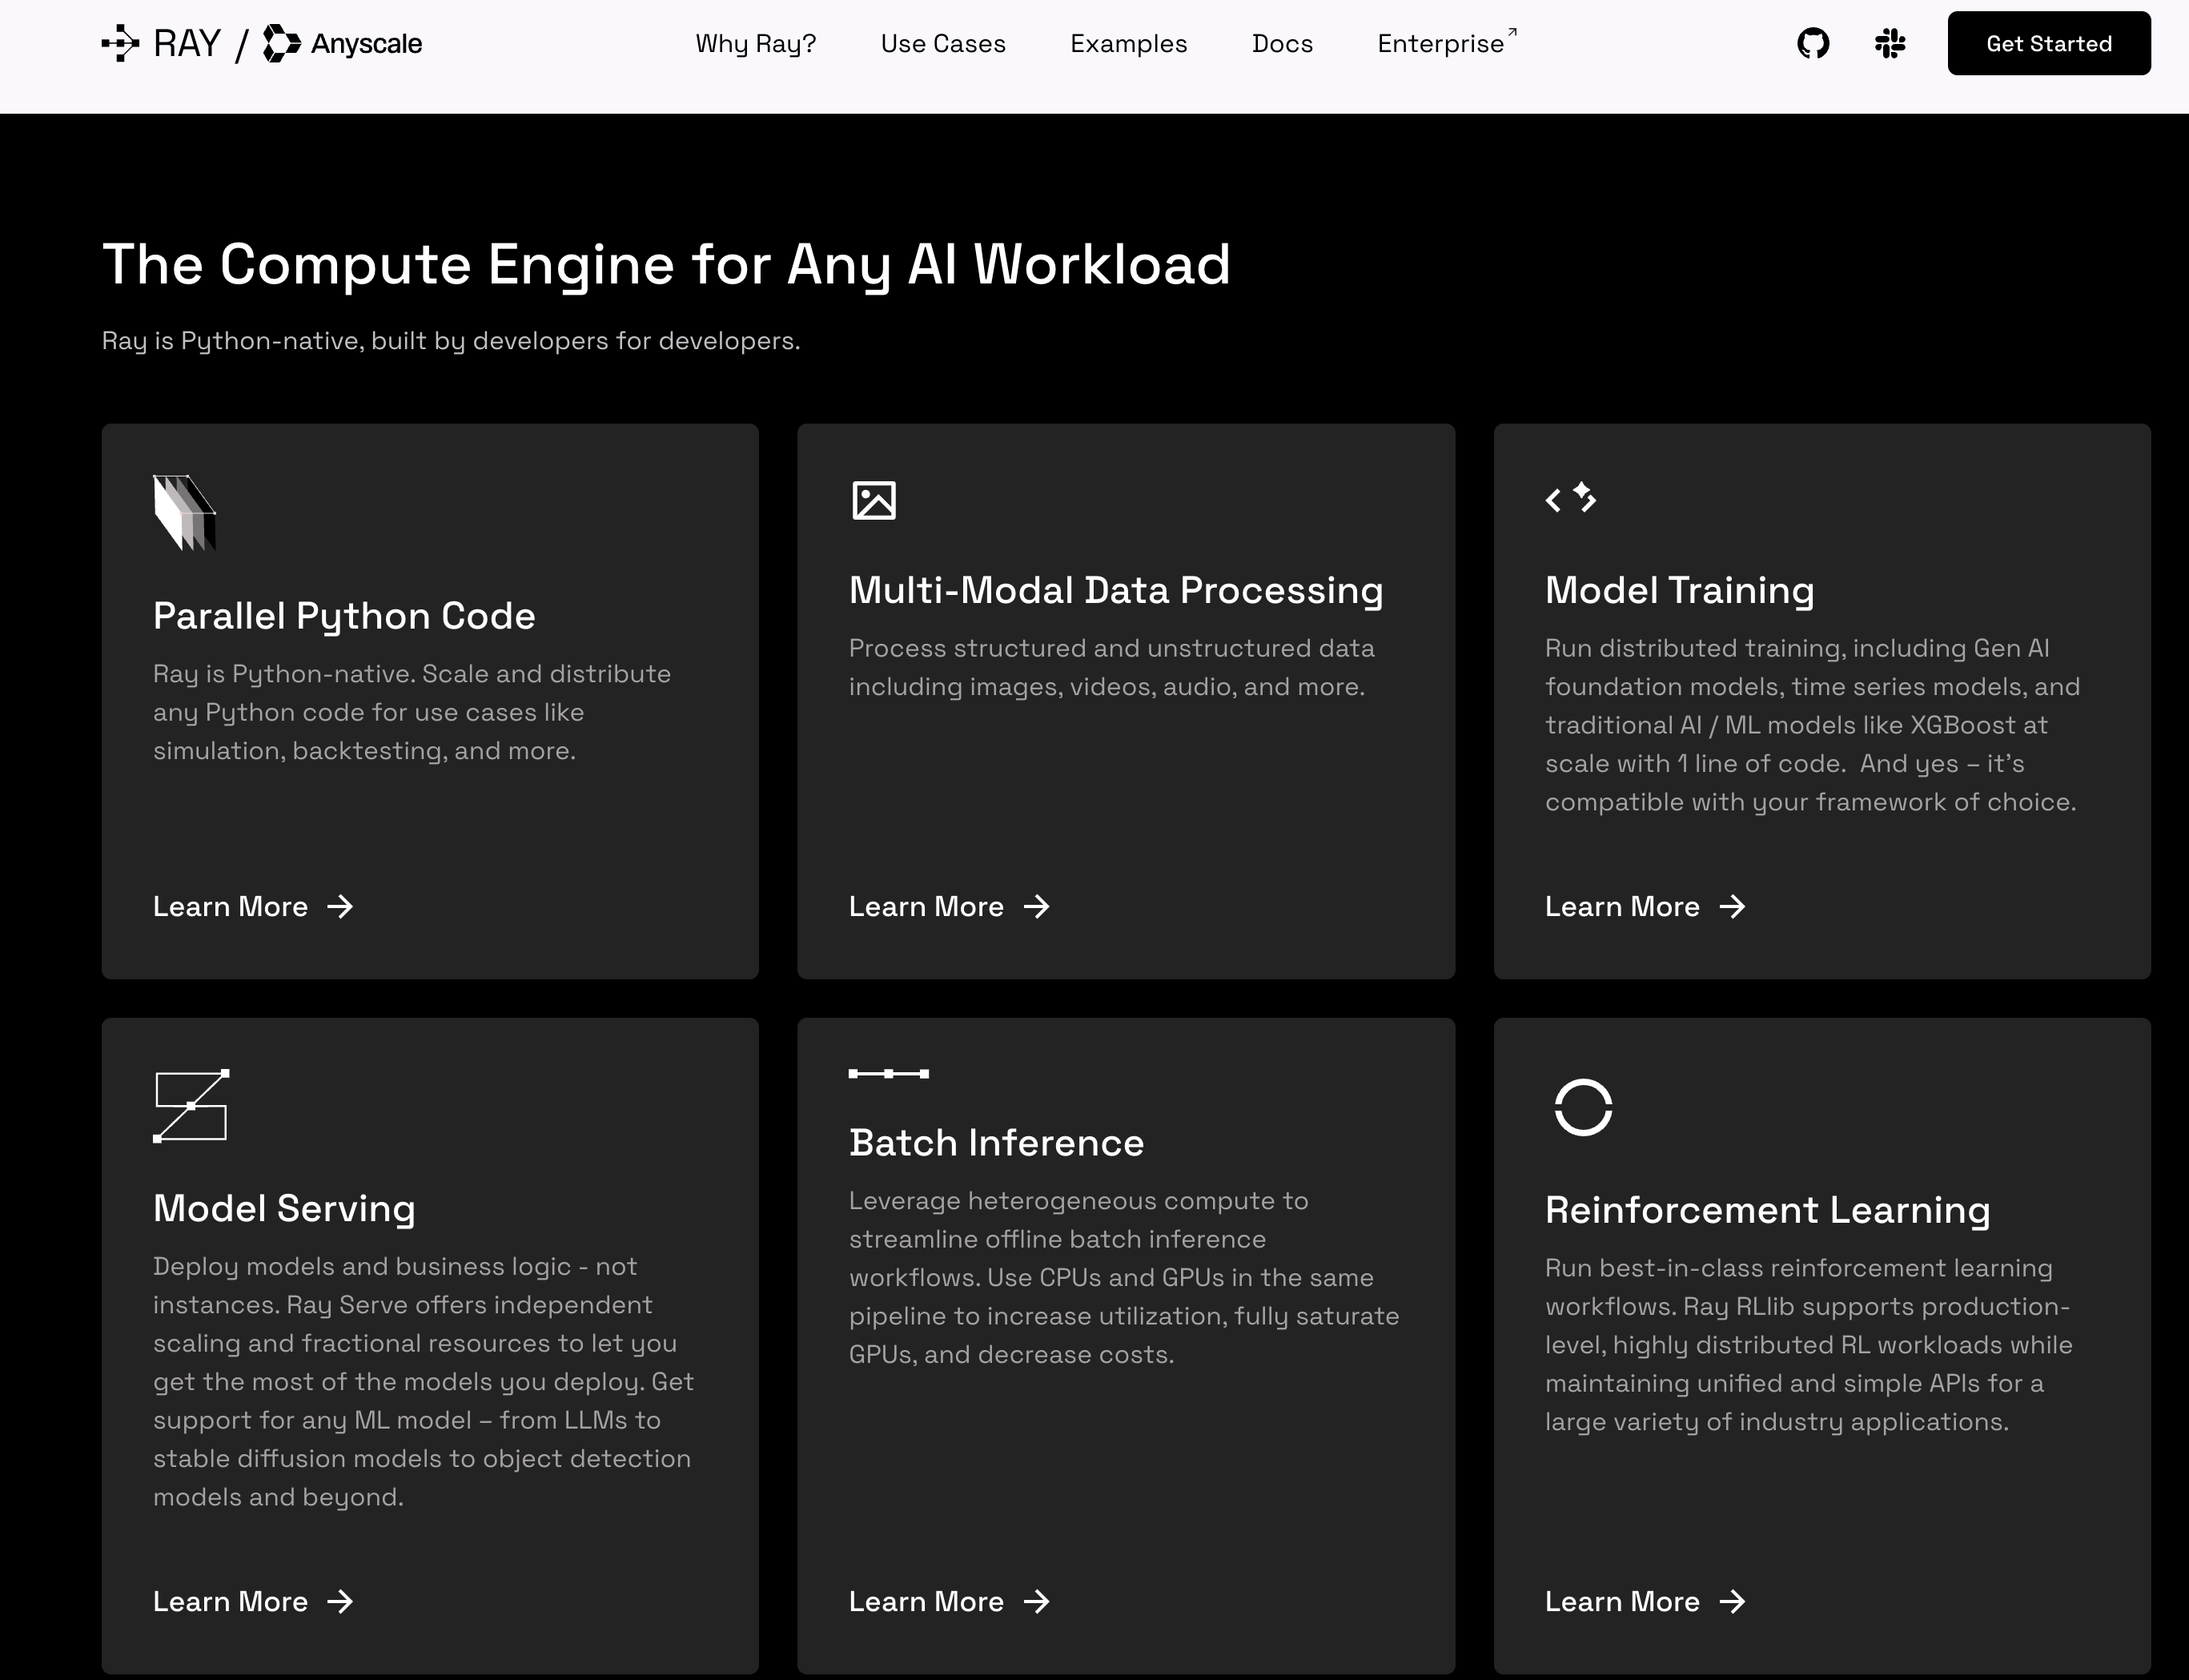 RAY / Anyscale
Why Ray? Use Cases Examples Docs Enterprise
Get Started
The Compute Engine for Any AI Workload
Ray is Python-native, built by developers for developers.
Parallel Python Code
Ray is Python-native. Scale and distribute
any Python code for use cases like
simulation, backtesting, and more.
Learn More
Multi-Modal Data Processing
Process structured and unstructured data
including images, videos, audio, and more.
Learn More
Model Training
Run distributed training, including Gen AI
foundation models, time series models, and
traditional AI / ML models like XGBoost at
scale with 1 line of code.  And yes – it’s
compatible with your framework of choice.
Learn More
Model Serving
Deploy models and business logic - not
instances. Ray Serve offers independent
scaling and fractional resources to let you
get the most of the models you deploy. Get
support for any ML model – from LLMs to
stable diffusion models to object detection
models and beyond.
Learn More
Batch Inference
Leverage heterogeneous compute to
streamline offline batch inference
workflows. Use CPUs and GPUs in the same
pipeline to increase utilization, fully saturate
GPUs, and decrease costs.
Learn More
Reinforcement Learning
Run best-in-class reinforcement learning
workflows. Ray RLlib supports production-
level, highly distributed RL workloads while
maintaining unified and simple APIs for a
large variety of industry applications.
Learn More